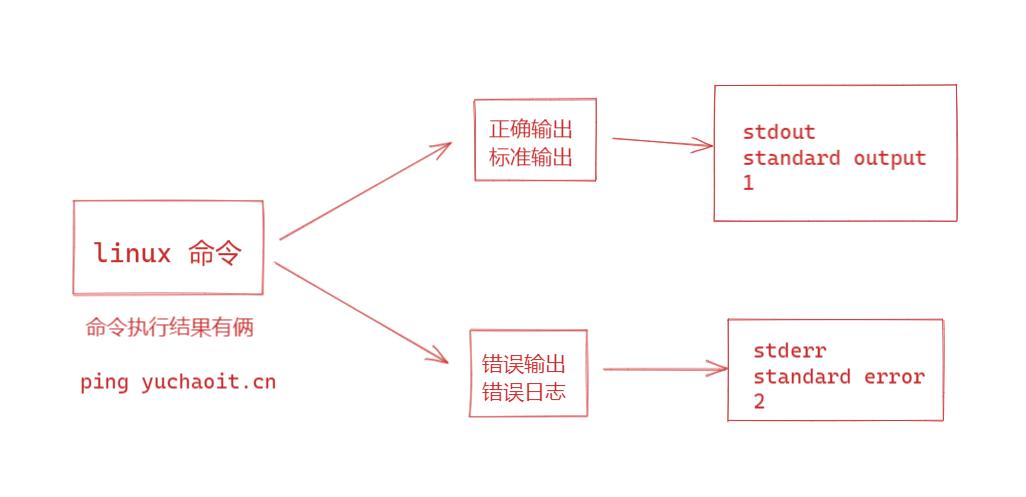 linux 命令
命令执行结果有俩
ping yuchaoit.cn
正确输出
标准输出
stdout
standard output
1
错误输出
错误日志
stderr
standard error
2